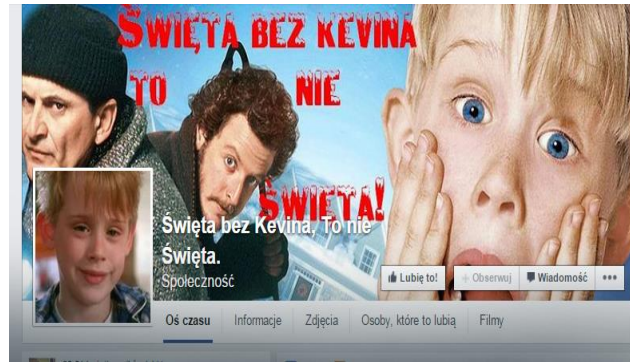 ŚWIĘTA BEZ KEVINA
TO NIE
ŚWIĘTA!
Święta bez Kevina. To nie
Święta.
Społeczność
Lubię to! + Obserwuj Wiadomość •••
Oś czasu Informacje Zdjęcia Osoby, które to lubią Filmy